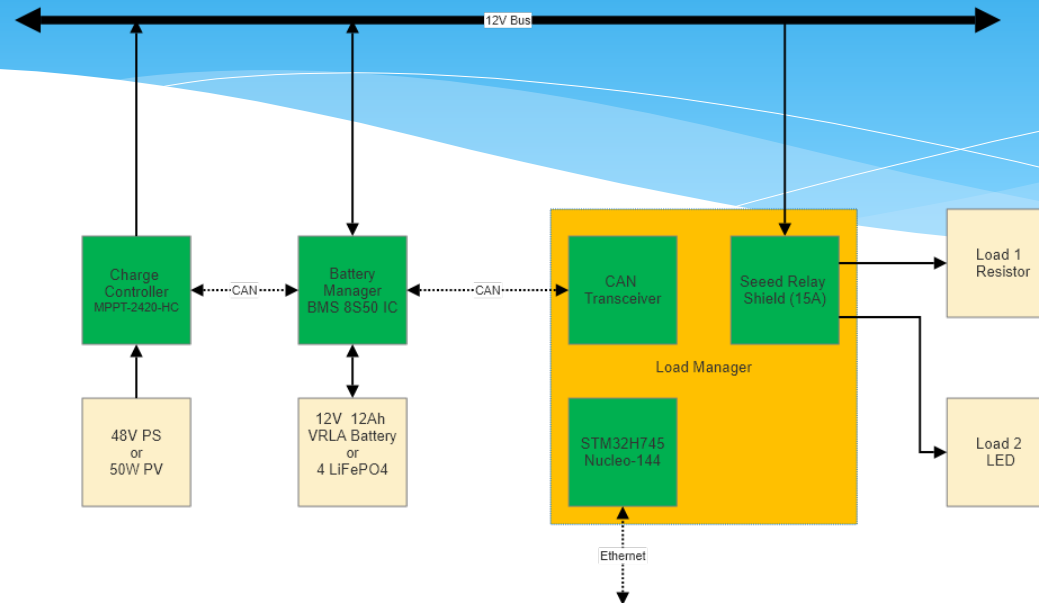 12V Bus
Charge
Controller
MPPT-2420-HC
CAN
Battery
Manager
BMS 8S50 IC
CAN
CAN
Transceiver
Seeed Relay
Shield (15A)
Load 1
Resistor
Load Manager
48V PS
or
50W PV
12V 12Ah
VRLA Battery
or
4 LiFePO4
STM32H745
Nucleo-144
Load 2
LED
Ethernet